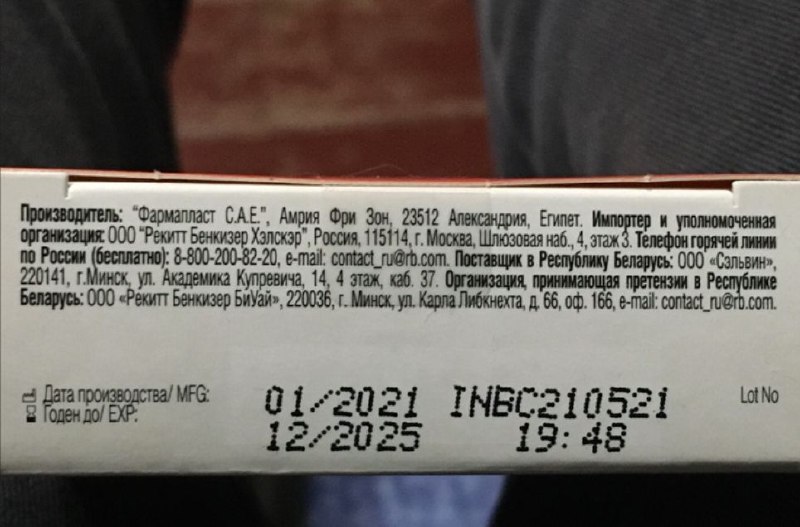 Производитель: "Фармапласт С.А.Е.", Амрия Фри Зон, 23512 Александрия, Египет. Импортер и уполномоченная
организация: ООО "Рекитт Бенкизер Хэлскэр", Россия, 115114, г. Москва, Шлюзовая наб., 4, этаж 3. Телефон горячей линии
по России (бесплатно): 8-800-200-82-20, e-mail: contact_ru@rb.com. Поставщик в Республику Беларусь: ООО «Сэльвин»,
220141, г.Минск, ул. Академика Купревича, 14, 4 этаж, каб. 37. Организация, принимающая претензии в Республике
Беларусь: ООО «Рекитт Бенкизер БиУай», 220036, г. Минск, ул. Карла Либкнехта, д. 66, оф. 166, e-mail: contact_ru@rb.com.
Дата производства/ MFG: 01/2021 INBC210521 Lot No
Годен до/ EXP: 12/2025 19:48